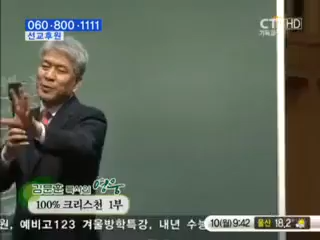 060·800·1111
선교후원
CTS HD
기독교
김문훈 목사의 영웅
100% 크리스천 1부
원, 예비고123 겨울방학특강, 내년 수능
10(월) 9:42 울산 18.2°